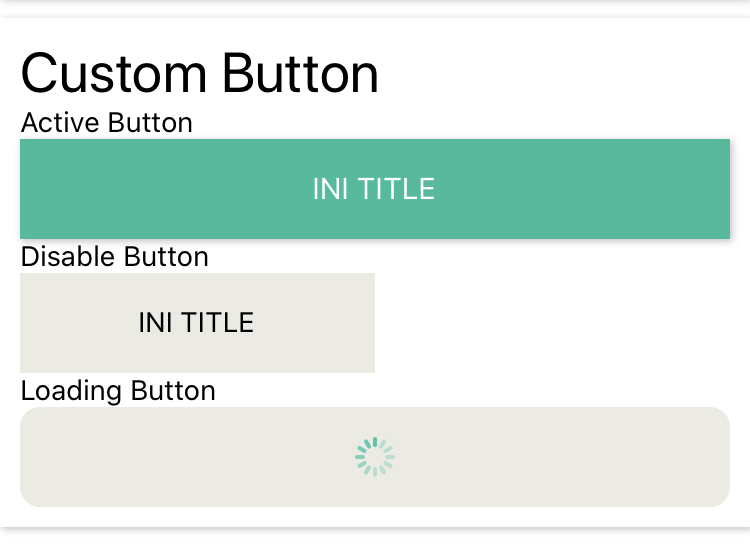 Custom Button
Active Button
INI TITLE
Disable Button
INI TITLE
Loading Button